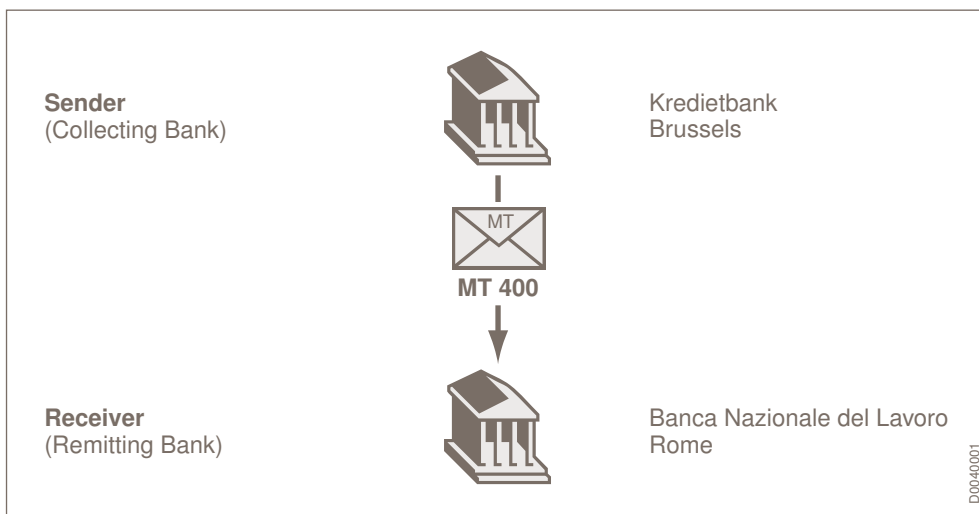 Sender
(Collecting Bank)
Kredietbank
Brussels
MT
MT 400
Receiver
(Remitting Bank)
Banca Nazionale del Lavoro
Rome
D0040001